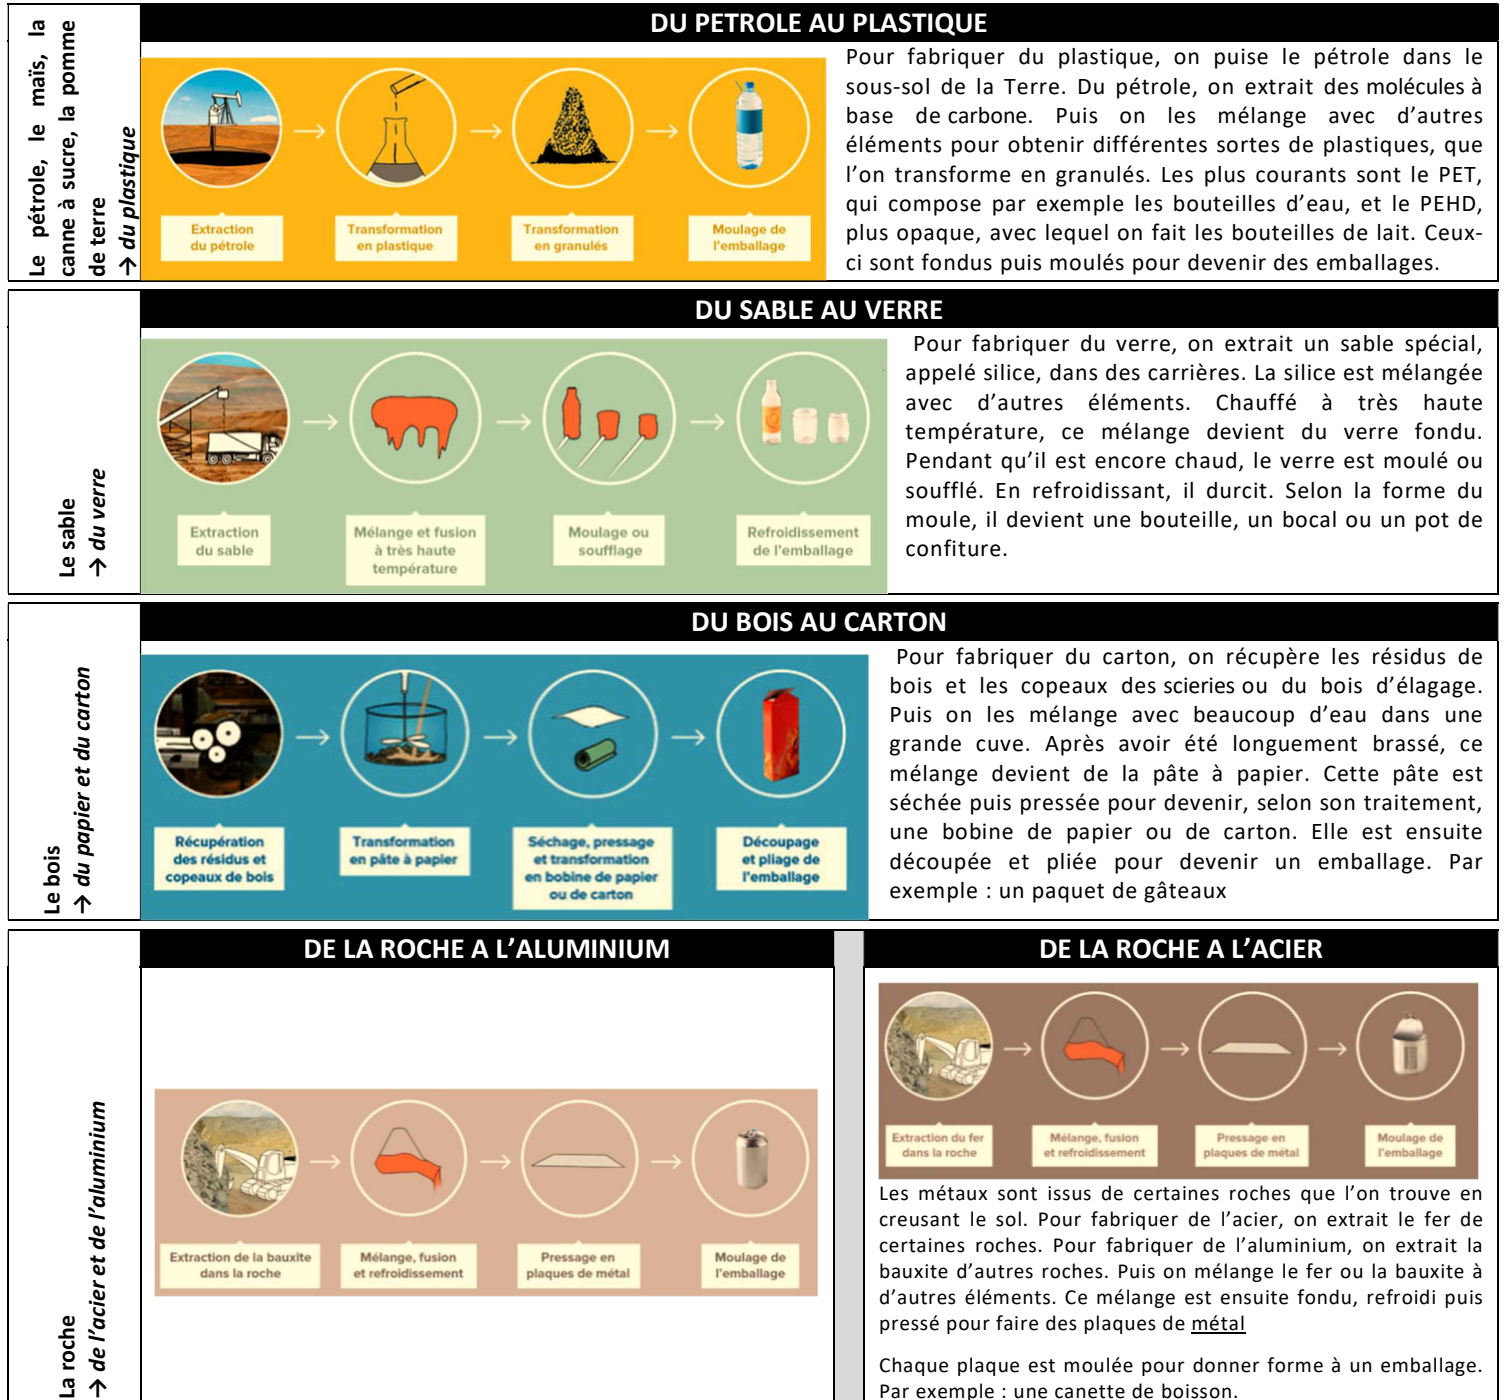 Le pétrole, le maïs, la
canne à sucre, la pomme
de terre
→ du plastique
DU PETROLE AU PLASTIQUE
Extraction
du pétrole
Transformation
en plastique
Transformation
en granulés
Moulage de
l'emballage
Pour fabriquer du plastique, on puise le pétrole dans le
sous-sol de la Terre. Du pétrole, on extrait des molécules à
base de carbone. Puis on les mélange avec d’autres
éléments pour obtenir différentes sortes de plastiques, que
l’on transforme en granulés. Les plus courants sont le PET,
qui compose par exemple les bouteilles d’eau, et le PEHD,
plus opaque, avec lequel on fait les bouteilles de lait. Ceux-
ci sont fondus puis moulés pour devenir des emballages.
Le sable
→ du verre
DU SABLE AU VERRE
Extraction
du sable
Mélange et fusion
à très haute
température
Moulage ou
soufflage
Refroidissement
de l'emballage
Pour fabriquer du verre, on extrait un sable spécial,
appelé silice, dans des carrières. La silice est mélangée
avec d’autres éléments. Chauffé à très haute
température, ce mélange devient du verre fondu.
Pendant qu’il est encore chaud, le verre est moulé ou
soufflé. En refroidissant, il durcit. Selon la forme du
moule, il devient une bouteille, un bocal ou un pot de
confiture.
Le bois
→ du papier et du carton
DU BOIS AU CARTON
Récupération
des résidus et
copeaux de bois
Transformation
en pâte à papier
Séchage, pressage
et transformation
en bobine de papier
ou de carton
Découpage
et pliage de
l'emballage
Pour fabriquer du carton, on récupère les résidus de
bois et les copeaux des scieries ou du bois d’élagage.
Puis on les mélange avec beaucoup d’eau dans une
grande cuve. Après avoir été longuement brassé, ce
mélange devient de la pâte à papier. Cette pâte est
séchée puis pressée pour devenir, selon son traitement,
une bobine de papier ou de carton. Elle est ensuite
découpée et pliée pour devenir un emballage. Par
exemple : un paquet de gâteaux
La roche
→ de l’acier et de l’aluminium
DE LA ROCHE A L’ALUMINIUM
Extraction de la bauxite
dans la roche
Mélange, fusion
et refroidissement
Pressage en
plaques de métal
Moulage de
l'emballage
DE LA ROCHE A L’ACIER
Extraction du fer
dans la roche
Mélange, fusion
et refroidissement
Pressage en
plaques de métal
Moulage de
l'emballage
Les métaux sont issus de certaines roches que l’on trouve en
creusant le sol. Pour fabriquer de l’acier, on extrait le fer de
certaines roches. Pour fabriquer de l’aluminium, on extrait la
bauxite d’autres roches. Puis on mélange le fer ou la bauxite à
d’autres éléments. Ce mélange est ensuite fondu, refroidi puis
pressé pour faire des plaques de métal
Chaque plaque est moulée pour donner forme à un emballage.
Par exemple : une canette de boisson.